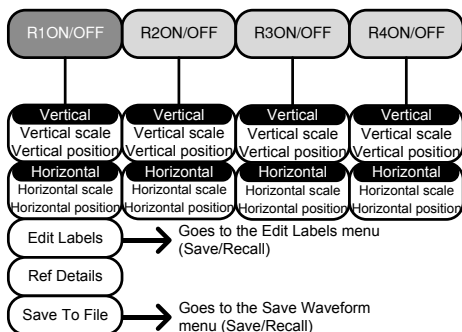 R1ON/OFF R2ON/OFF R3ON/OFF R4ON/OFF
Vertical Vertical Vertical Vertical
Vertical scale Vertical scale Vertical scale Vertical scale
Vertical position Vertical position Vertical position Vertical position
Horizontal Horizontal Horizontal Horizontal
Horizontal scale Horizontal scale Horizontal scale Horizontal scale
Horizontal position Horizontal position Horizontal position Horizontal position
Edit Labels Goes to the Edit Labels menu
(Save/Recall)
Ref Details
Save To File Goes to the Save Waveform
menu (Save/Recall)